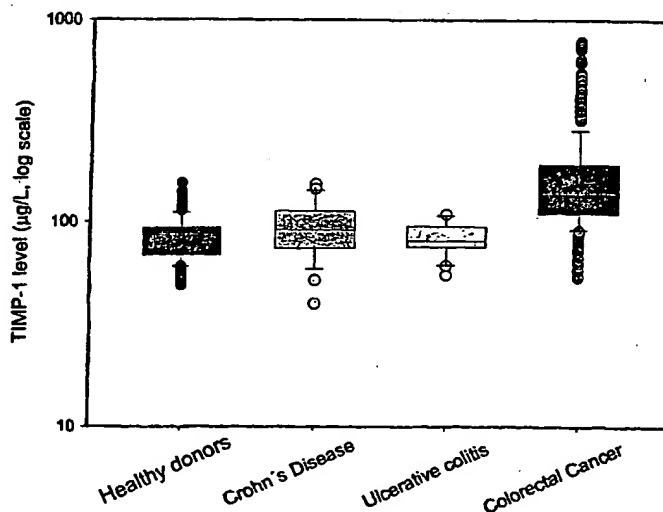 1000
100
10
TIMP-1 level (µg/L, log scale)
Healthy donors
Crohn´s Disease
Ulcerative colitis
Colorectal Cancer